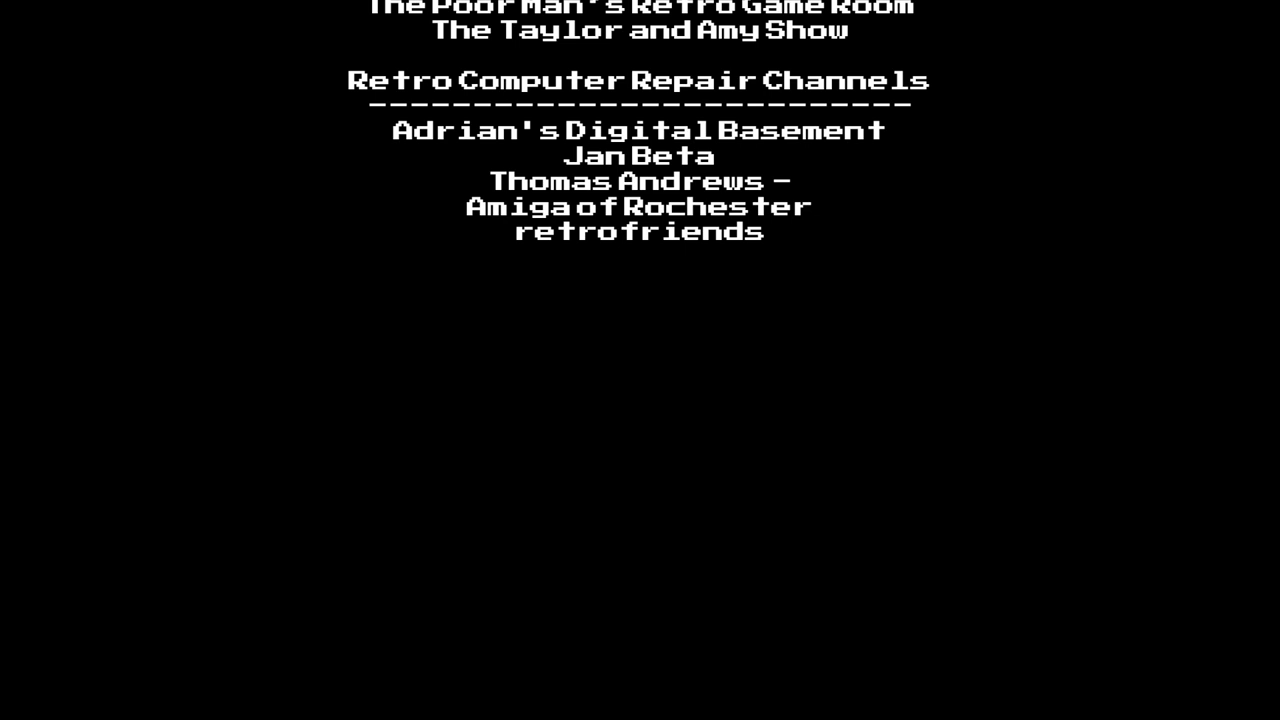 The Poor Man's Retro Game Room
The Taylor and Amy Show
Retro Computer Repair Channels
--------------------------
Adrian's Digital Basement
Jan Beta
Thomas Andrews -
Amiga of Rochester
retrofriends